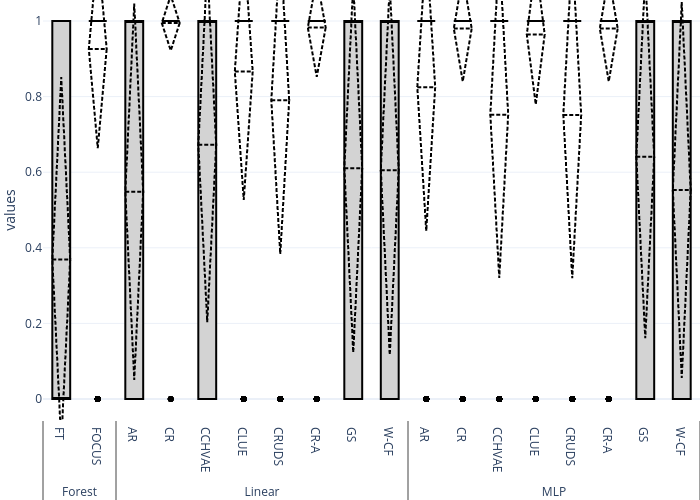 1
0.8
0.6
0.4
0.2
0
values
FT
FOCUS
AR
CR
CCHVAE
CLUE
CRUDS
CR-A
GS
W-CF
AR
CR
CCHVAE
CLUE
CRUDS
CR-A
GS
W-CF
Forest
Linear
MLP